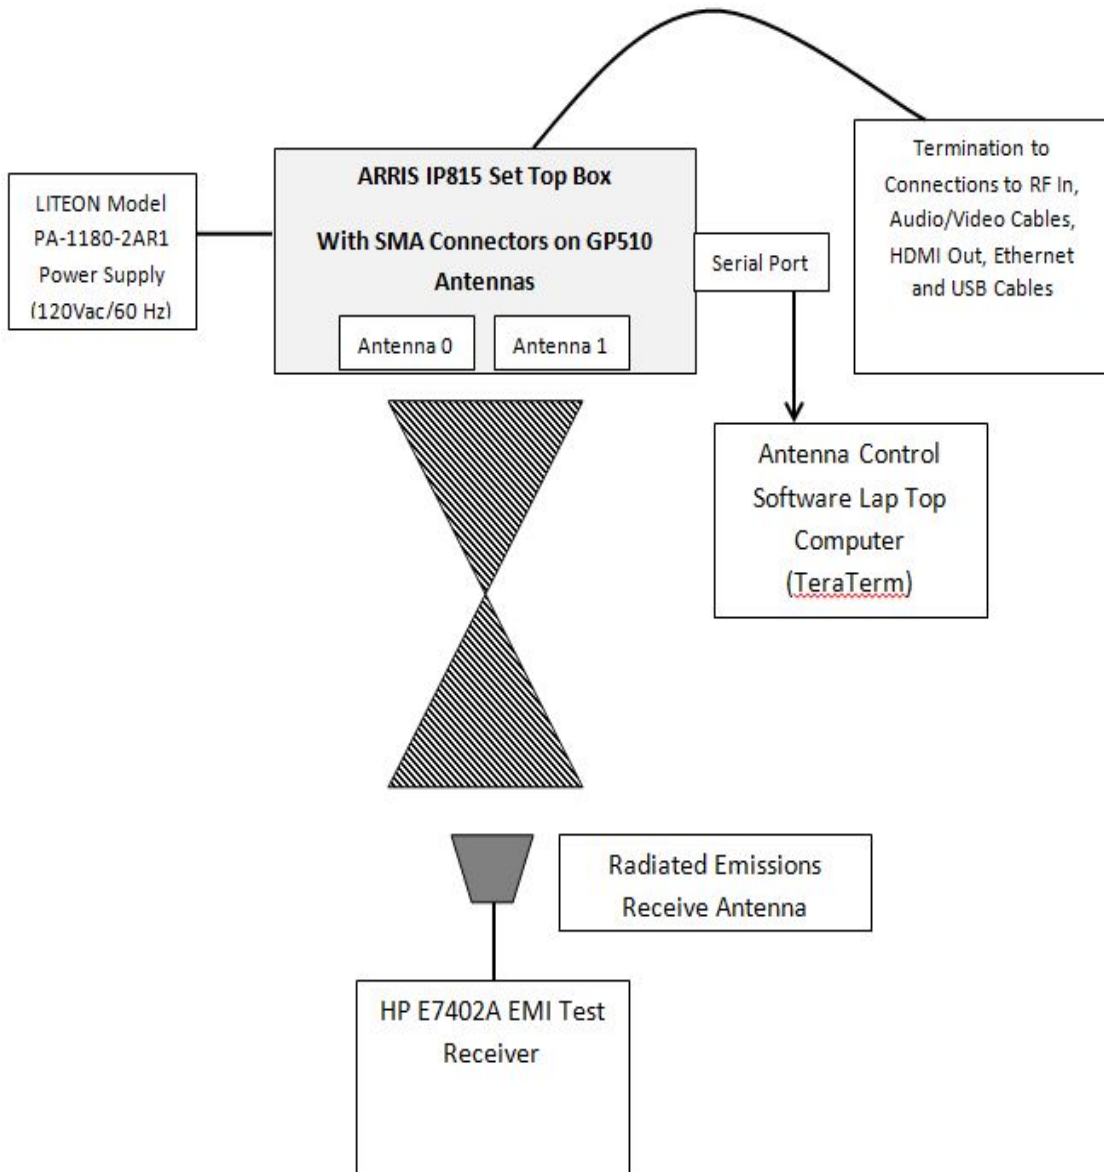 LITEON Model
PA-1180-2AR1
Power Supply
(120Vac/60 Hz)
ARRIS IP815 Set Top Box
With SMA Connectors on GP510
Antennas
Antenna 0
Antenna 1
Serial Port
Termination to
Connections to RF In,
Audio/Video Cables,
HDMI Out, Ethernet
and USB Cables
Antenna Control
Software Lap Top
Computer
(TeraTerm)
Radiated Emissions
Receive Antenna
HP E7402A EMI Test
Receiver